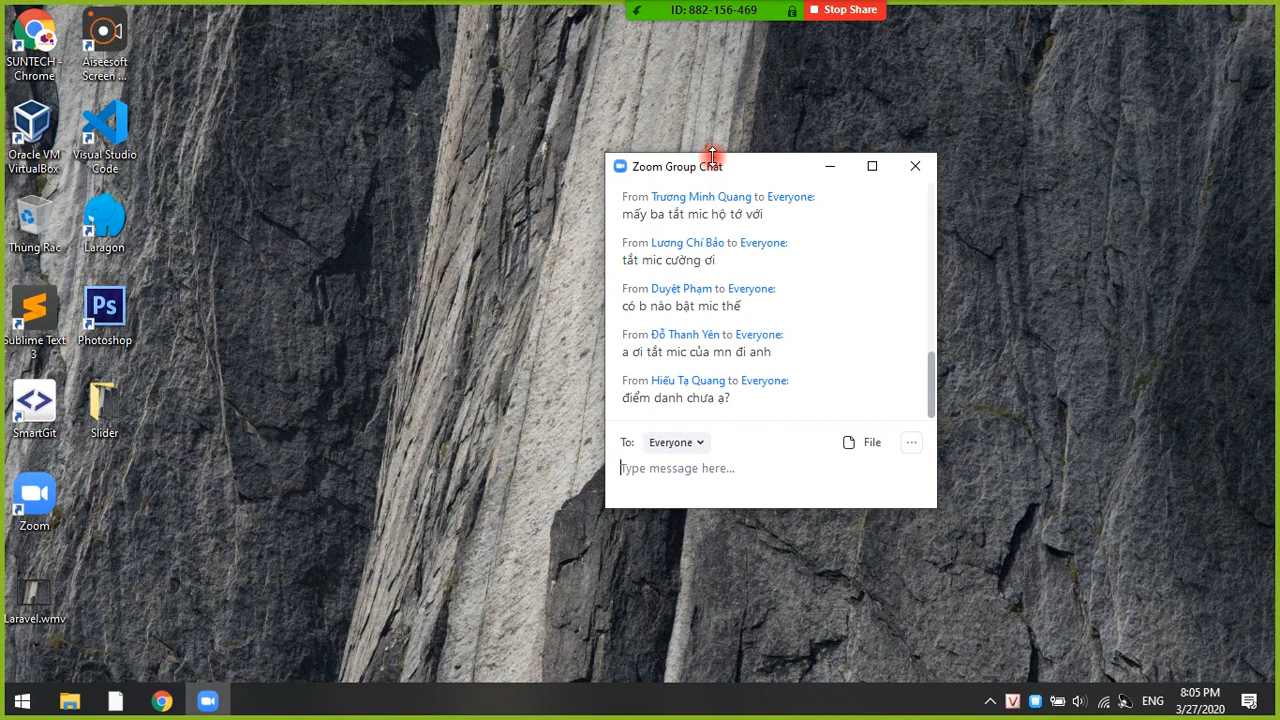 ID: 882-156-469
Stop Share
SUNTECH - Chrome
Aiseesoft Screen ...
Oracle VM VirtualBox
Visual Studio Code
Thùng Rác
Laragon
Sublime Text 3
Ps
Photoshop
SmartGit
Slider
Zoom
Laravel.wmv
Zoom Group Chat
From Trương Minh Quang to Everyone:
mấy ba tắt mic hộ tớ với
From Lương Chí Bảo to Everyone:
tắt mic cường ơi
From Duyệt Phạm to Everyone:
có b nào bật mic thế
From Đỗ Thanh Yên to Everyone:
a ơi tắt mic của mn đi anh
From Hiếu Tạ Quang to Everyone:
điểm danh chưa ạ?
To: Everyone
File
Type message here...
V
ENG
8:05 PM
3/27/2020